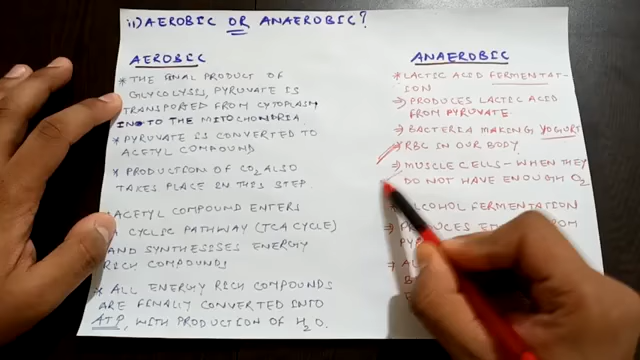 ii) AEROBIC OR ANAEROBIC?
AEROBIC
* THE FINAL PRODUCT OF
GLYCOLYSIS, PYRUVATE IS
TRANSPORTED FROM CYTOPLASM
INTO THE MITOCHONDRIA.
* PYRUVATE IS CONVERTED TO
ACETYL COMPOUND
* PRODUCTION OF CO2 ALSO
TAKES PLACE IN THIS STEP
ACETYL COMPOUND ENTERS
A CYCLIC PATHWAY (TCA CYCLE)
AND SYNTHESISES ENERGY
RICH COMPOUNDS
* ALL ENERGY RICH COMPOUNDS
ARE FINALLY CONVERTED INTO
ATP, WITH PRODUCTION OF H2O.
ANAEROBIC
* LACTIC ACID FERMENTAT-
ION
→ PRODUCES LACTIC ACID
FROM PYRUVATE.
→ BACTERIA MAKING YOGURT
→ RBC IN OUR BODY
→ MUSCLE CELLS - WHEN THEY
DO NOT HAVE ENOUGH O2
ALCOHOL FERMENTATION
→ PRODUCES